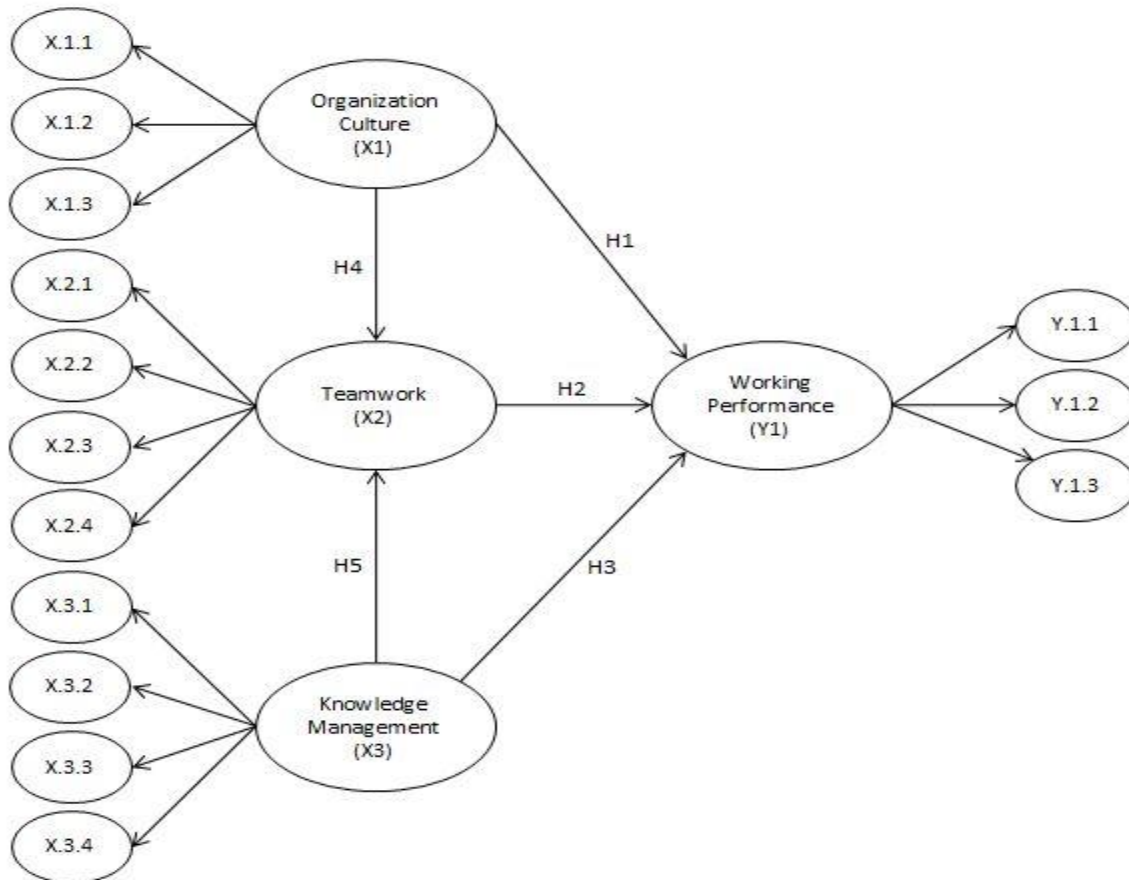 X.1.1
X.1.2
X.1.3
X.2.1
X.2.2
X.2.3
X.2.4
X.3.1
X.3.2
X.3.3
X.3.4
Organization
Culture
(X1)
H4
Teamwork
(X2)
H5
Knowledge
Management
(X3)
H1
H2
H3
Working
Performance
(Y1)
Y.1.1
Y.1.2
Y.1.3